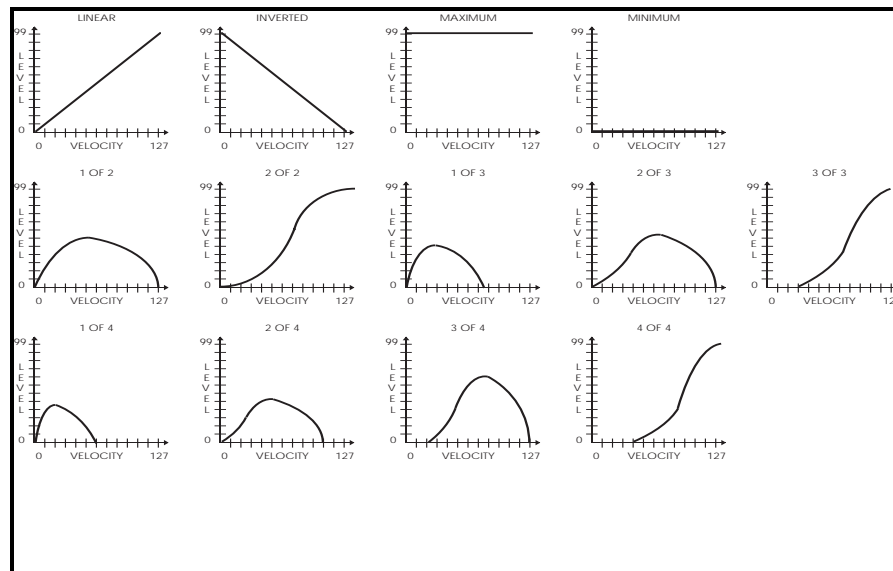 LINEAR
99
LEVEL
0
0 VELOCITY 127
INVERTED
99
LEVEL
0
0 VELOCITY 127
MAXIMUM
99
LEVEL
0
0 VELOCITY 127
MINIMUM
99
LEVEL
0
0 VELOCITY 127
1 OF 2
99
LEVEL
0
0 VELOCITY 127
2 OF 2
99
LEVEL
0
0 VELOCITY 127
1 OF 3
99
LEVEL
0
0 VELOCITY 127
2 OF 3
99
LEVEL
0
0 VELOCITY 127
3 OF 3
99
LEVEL
0
0 VELOCITY 12
1 OF 4
99
LEVEL
0
0 VELOCITY 127
2 OF 4
99
LEVEL
0
0 VELOCITY 127
3 OF 4
99
LEVEL
0
0 VELOCITY 127
4 OF 4
99
LEVEL
0
0 VELOCITY 127